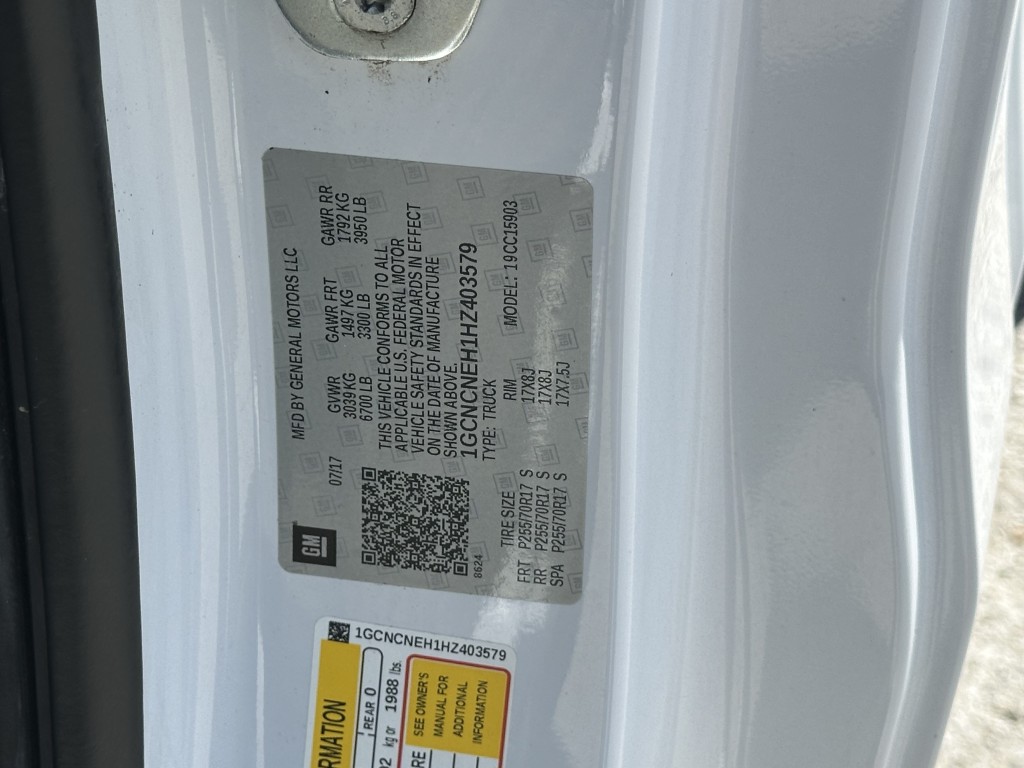 GM
MFD BY GENERAL MOTORS LLC
07/17
GVWR GAWR FRT GAWR RR
3039 KG 1497 KG 1792 KG
6700 LB 3300 LB 3950 LB
THIS VEHICLE CONFORMS TO ALL
APPLICABLE U.S. FEDERAL MOTOR
VEHICLE SAFETY STANDARDS IN EFFECT
ON THE DATE OF MANUFACTURE
SHOWN ABOVE.
1GCNCNEH1HZ403579
8624
TYPE: TRUCK MODEL: 19CC15903
TIRE SIZE RIM
FRT P255/70R17 S 17X8J
RR P255/70R17 S 17X8J
SPA P255/70R17 S 17X7.5J
1GCNCNEH1HZ403579
RMATION
REAR 0
kg or 1988 lbs.
SEE OWNER'S
MANUAL FOR
ADDITIONAL
INFORMATION